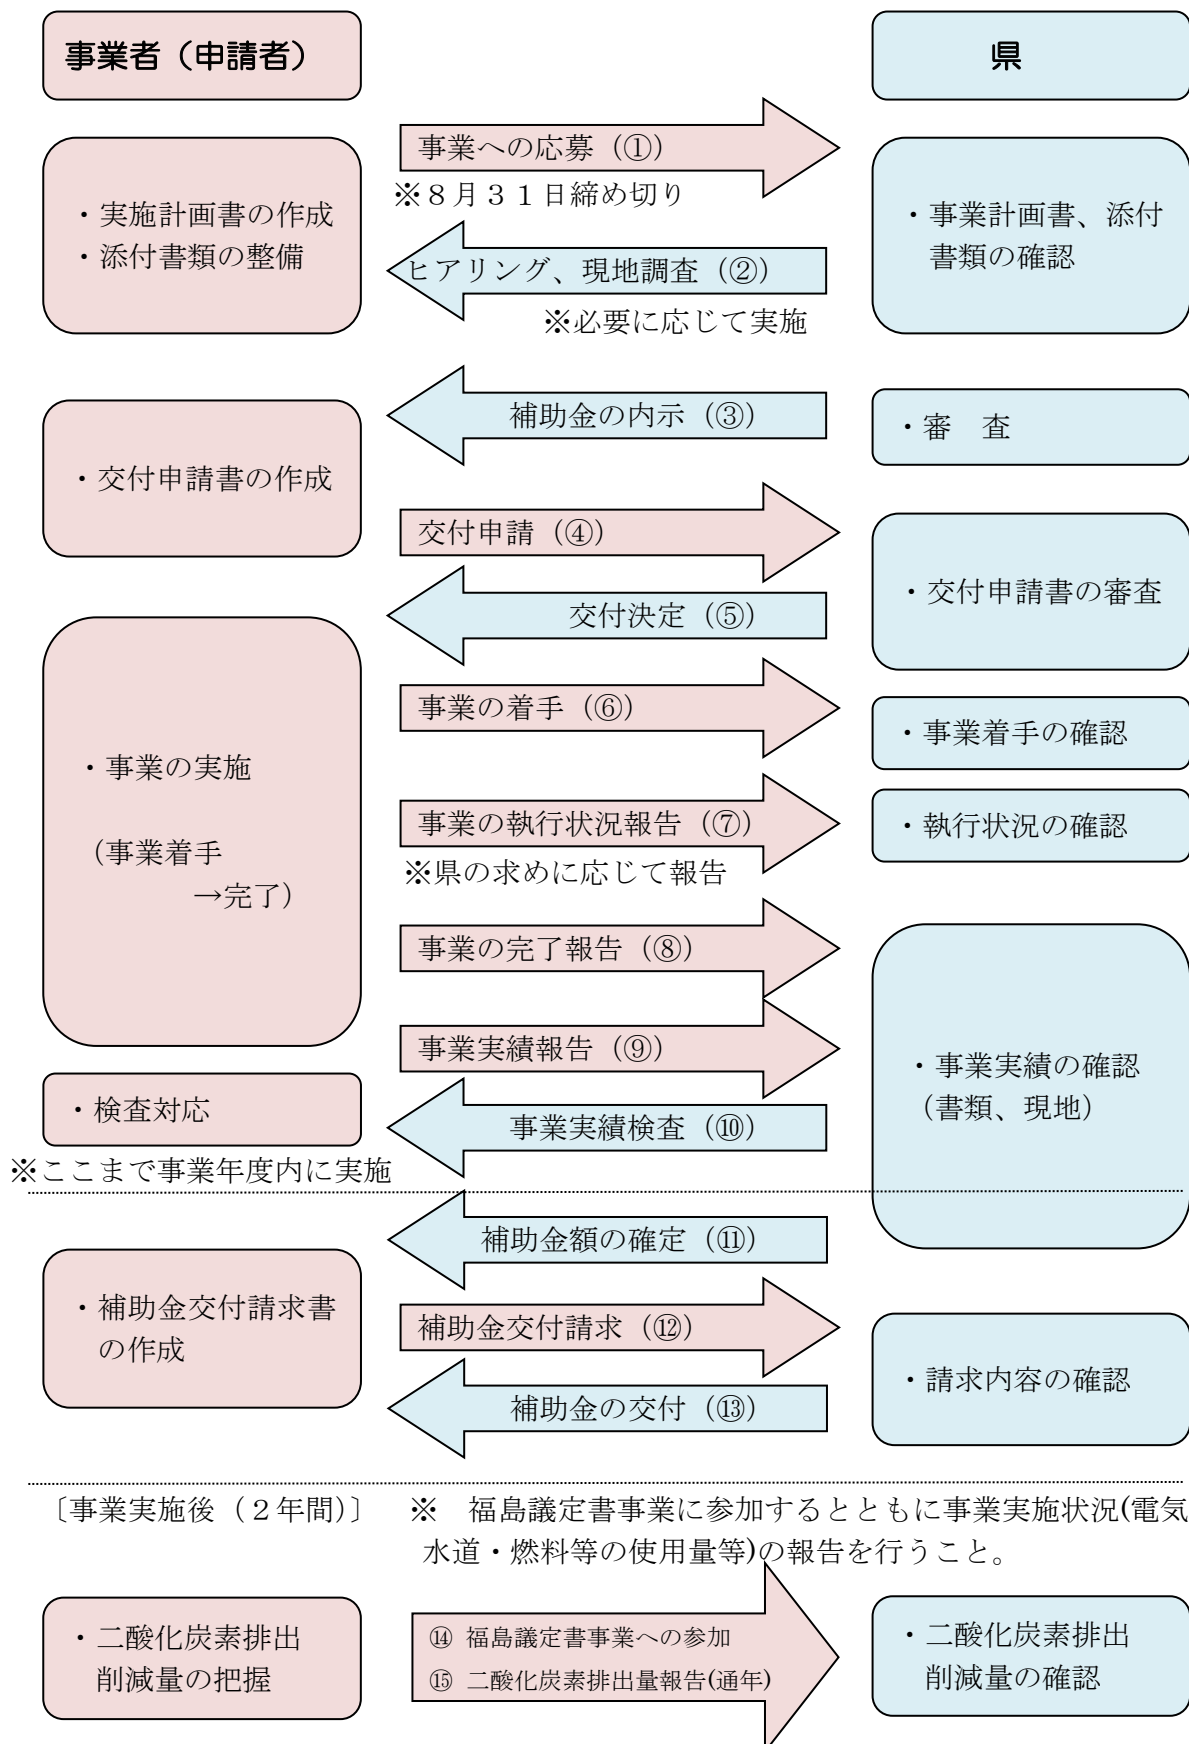 事業者（申請者）
県
事業への応募（①）
※８月３１日締め切り
・実施計画書の作成
・添付書類の整備
・事業計画書、添付
書類の確認
ヒアリング、現地調査（②）
※必要に応じて実施
補助金の内示（③）
・審　査
・交付申請書の作成
交付申請（④）
・交付申請書の審査
交付決定（⑤）
事業の着手（⑥）
・事業着手の確認
・事業の実施
（事業着手
→完了）
事業の執行状況報告（⑦）
※県の求めに応じて報告
・執行状況の確認
事業の完了報告（⑧）
事業実績報告（⑨）
・事業実績の確認
（書類、現地）
・検査対応
事業実績検査（⑩）
※ここまで事業年度内に実施
補助金額の確定（⑪）
・補助金交付請求書
の作成
補助金交付請求（⑫）
・請求内容の確認
補助金の交付（⑬）
〔事業実施後（２年間）〕　※　福島議定書事業に参加するとともに事業実施状況(電気
水道・燃料等の使用量等)の報告を行うこと。
・二酸化炭素排出
削減量の把握
⑭ 福島議定書事業への参加
⑮ 二酸化炭素排出量報告(通年)
・二酸化炭素排出
削減量の確認